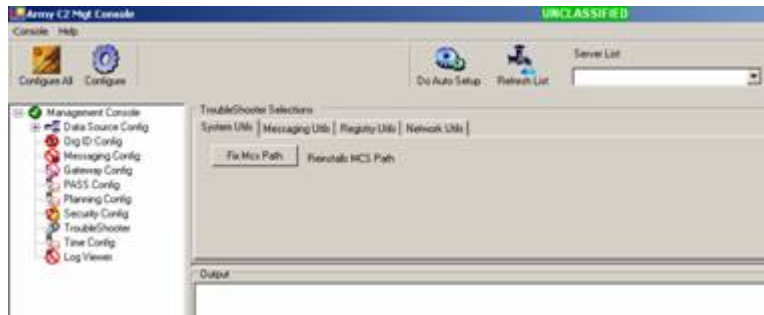 Army C2 Mgt Console
UNCLASSIFIED
Console Help
Configure All Configure Do Auto Setup Refresh List Server List
Management Console
Data Source Config
Org ID Config
Messaging Config
Gateway Config
PASS Config
Planning Config
Security Config
TroubleShooter
Time Config
Log Viewer
TroubleShooter Selections
System Utils Messaging Utils Registry Utils Network Utils
Fix Mcs Path Reinstalls MCS Path
Output